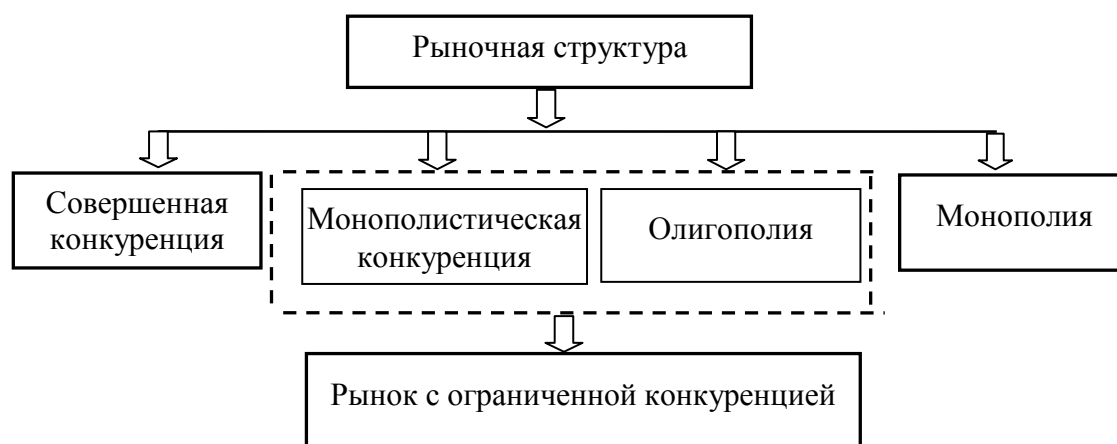 Рыночная структура
Совершенная
конкуренция
Монополистическая
конкуренция
Олигополия
Монополия
Рынок с ограниченной конкуренцией